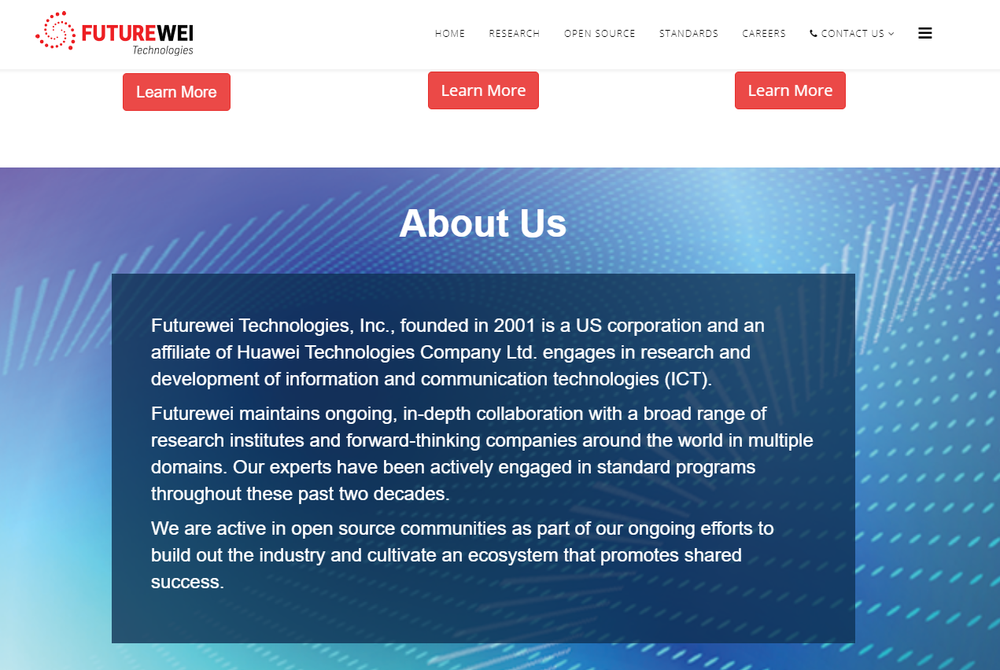 FUTUREWEI
Technologies
HOME RESEARCH OPEN SOURCE STANDARDS CAREERS CONTACT US
Learn More Learn More Learn More
About Us
Futurewei Technologies, Inc., founded in 2001 is a US corporation and an
affiliate of Huawei Technologies Company Ltd. engages in research and
development of information and communication technologies (ICT).
Futurewei maintains ongoing, in-depth collaboration with a broad range of
research institutes and forward-thinking companies around the world in multiple
domains. Our experts have been actively engaged in standard programs
throughout these past two decades.
We are active in open source communities as part of our ongoing efforts to
build out the industry and cultivate an ecosystem that promotes shared
success.